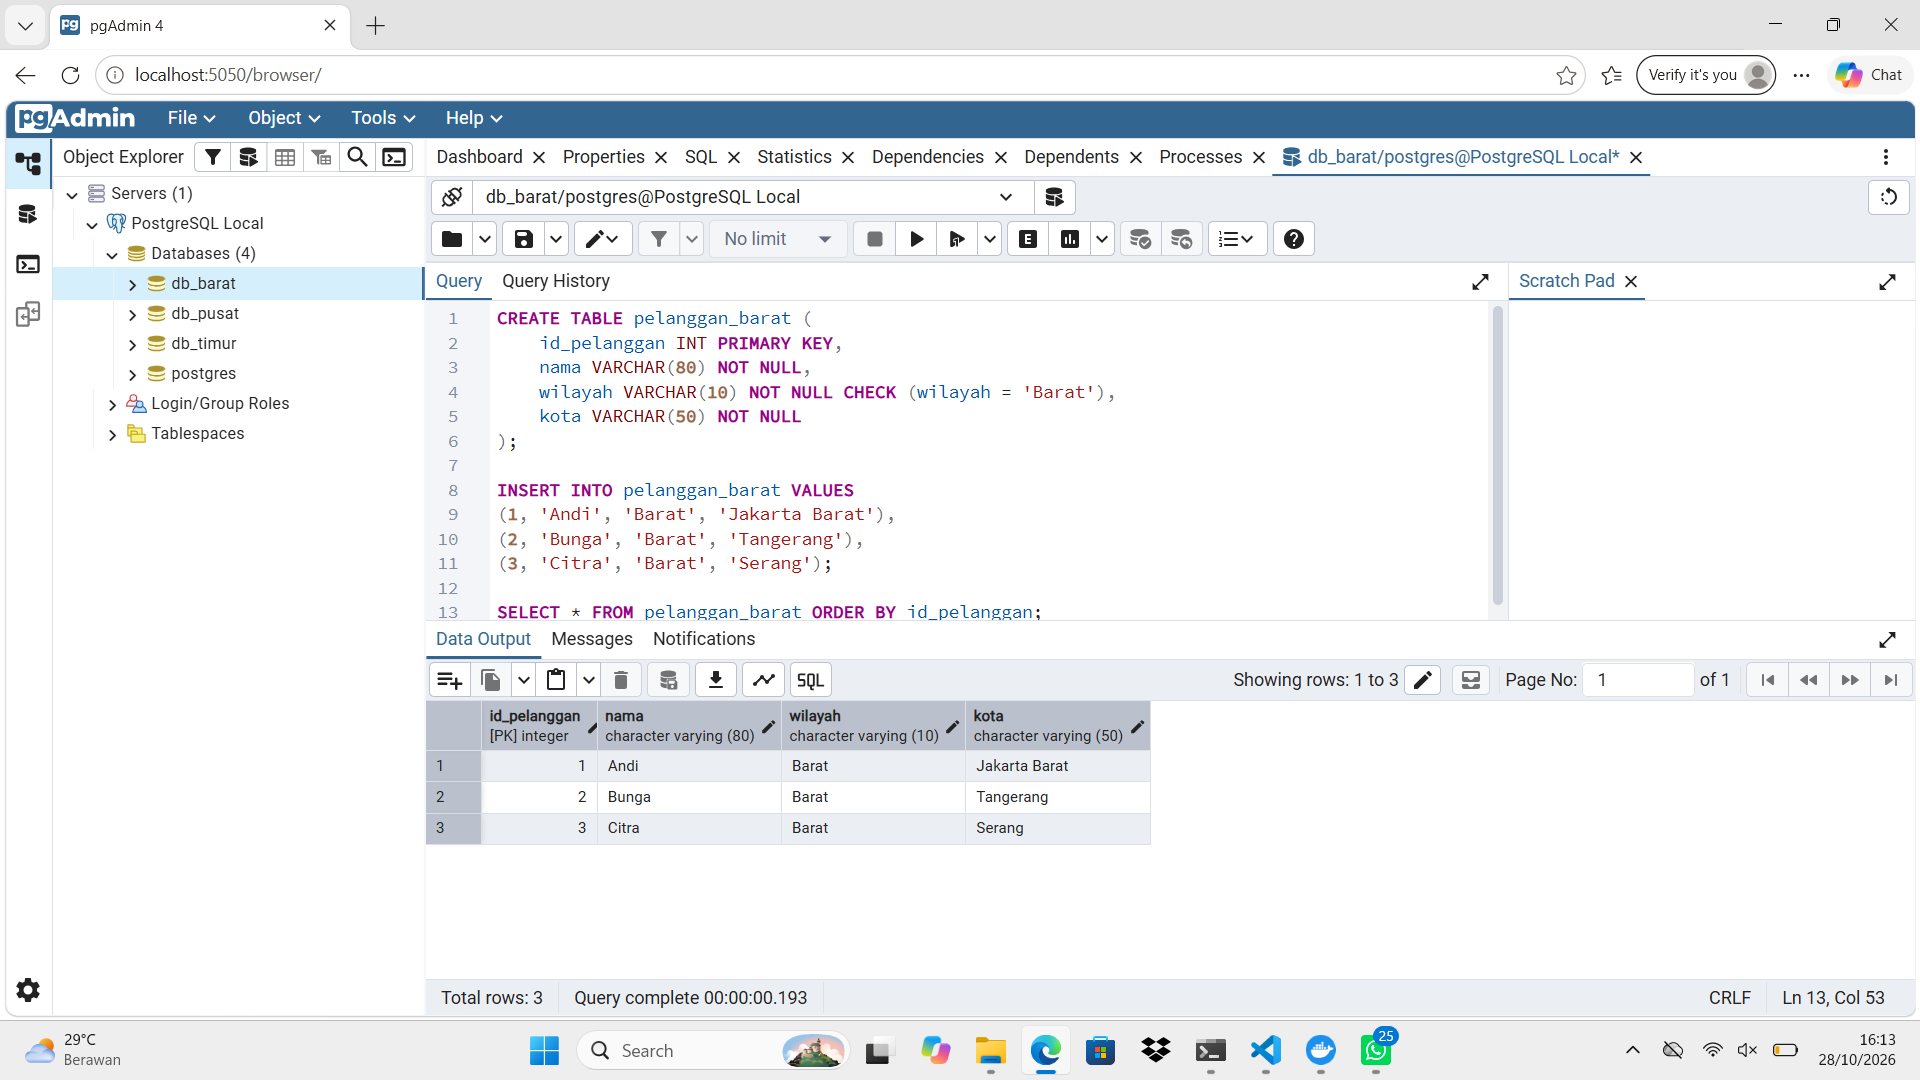 pgAdmin 4
localhost:5050/browser/
Verify it's you
Chat
pgAdmin File Object Tools Help
Object Explorer
Servers (1)
PostgreSQL Local
Databases (4)
db_barat
db_pusat
db_timur
postgres
Login/Group Roles
Tablespaces
Dashboard Properties SQL Statistics Dependencies Dependents Processes db_barat/postgres@PostgreSQL Local*
db_barat/postgres@PostgreSQL Local
No limit
E
Query Query History
Scratch Pad
1 CREATE TABLE pelanggan_barat (
2 id_pelanggan INT PRIMARY KEY,
3 nama VARCHAR(80) NOT NULL,
4 wilayah VARCHAR(10) NOT NULL CHECK (wilayah = 'Barat'),
5 kota VARCHAR(50) NOT NULL
6 );
7
8 INSERT INTO pelanggan_barat VALUES
9 (1, 'Andi', 'Barat', 'Jakarta Barat'),
10 (2, 'Bunga', 'Barat', 'Tangerang'),
11 (3, 'Citra', 'Barat', 'Serang');
12
13 SELECT * FROM pelanggan_barat ORDER BY id_pelanggan;
Data Output Messages Notifications
SQL
Showing rows: 1 to 3
Page No: 1 of 1
id_pelanggan nama wilayah kota
[PK] integer character varying (80) character varying (10) character varying (50)
1 1 Andi Barat Jakarta Barat
2 2 Bunga Barat Tangerang
3 3 Citra Barat Serang
Total rows: 3 Query complete 00:00:00.193
CRLF Ln 13, Col 53
29°C
Berawan
Search
25
16:13
28/10/2026